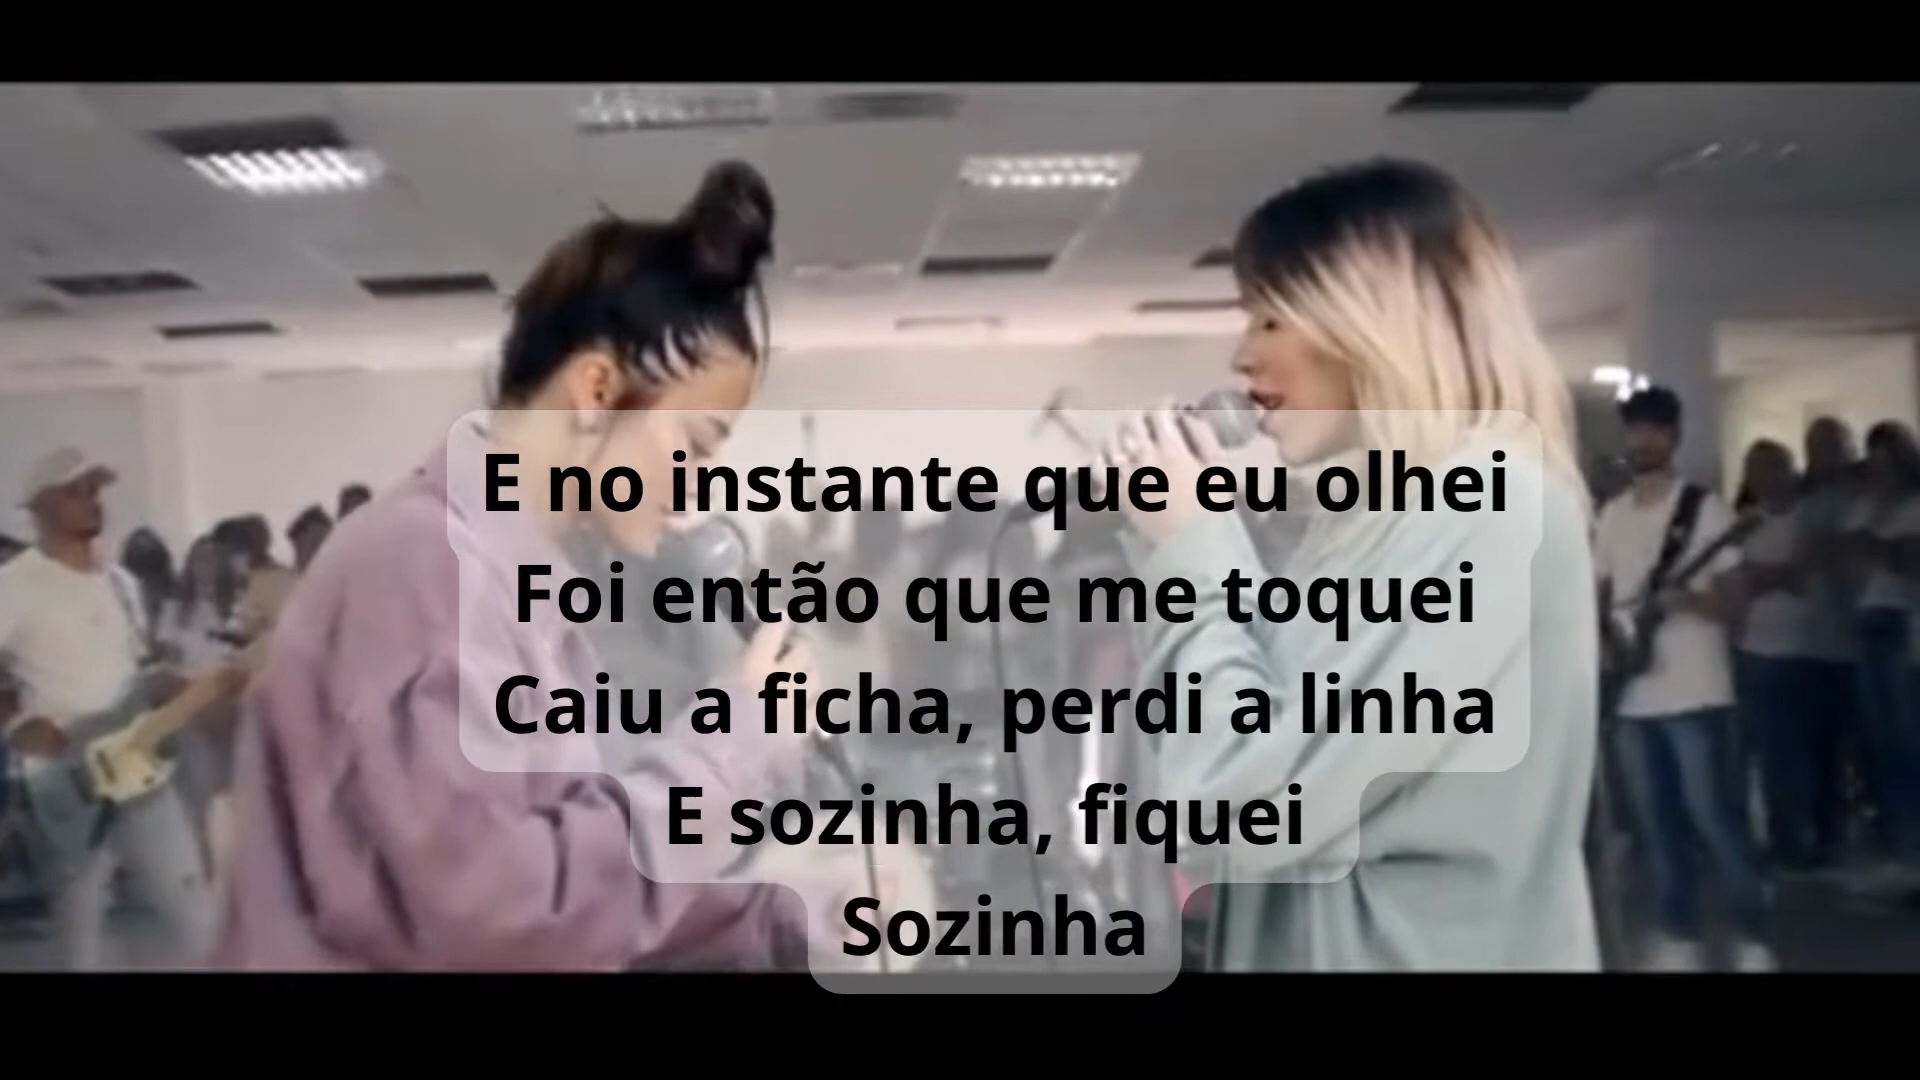 E no instante que eu olhei
Foi então que me toquei
Caiu a ficha, perdi a linha
E sozinha, fiquei
Sozinha